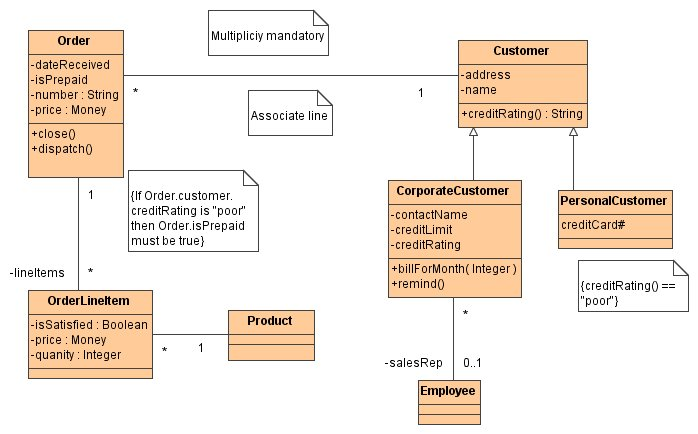 Order
-dateReceived
-isPrepaid
-number : String
-price : Money
+close()
+dispatch()
Multipliciy mandatory
*
1
Associate line
Customer
-address
-name
+creditRating() : String
1
{If Order.customer.
creditRating is "poor"
then Order.isPrepaid
must be true}
CorporateCustomer
-contactName
-creditLimit
-creditRating
+billForMonth( Integer )
+remind()
PersonalCustomer
creditCard#
{creditRating() ==
"poor"}
-lineItems
*
OrderLineItem
-isSatisfied : Boolean
-price : Money
-quanity : Integer
*
1
Product
*
-salesRep
0..1
Employee